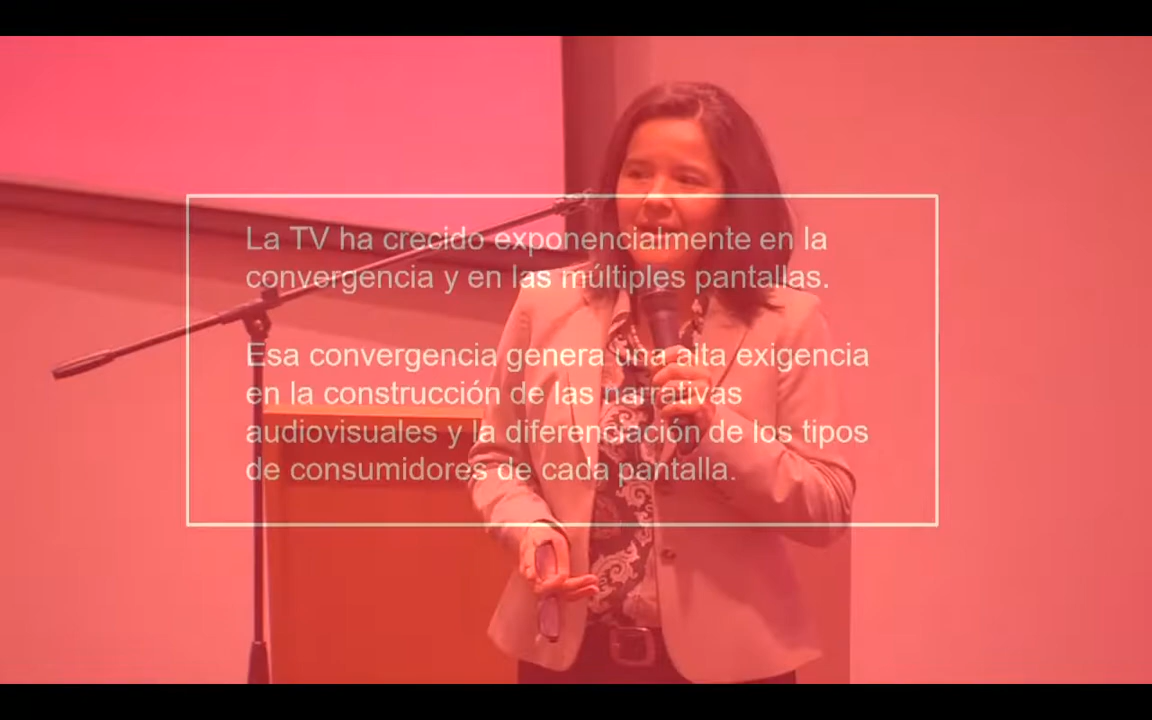 La TV ha crecido exponencialmente en la
convergencia y en las múltiples pantallas.
Esa convergencia genera una alta exigencia
en la construcción de las narrativas
audiovisuales y la diferenciación de los tipos
de consumidores de cada pantalla.